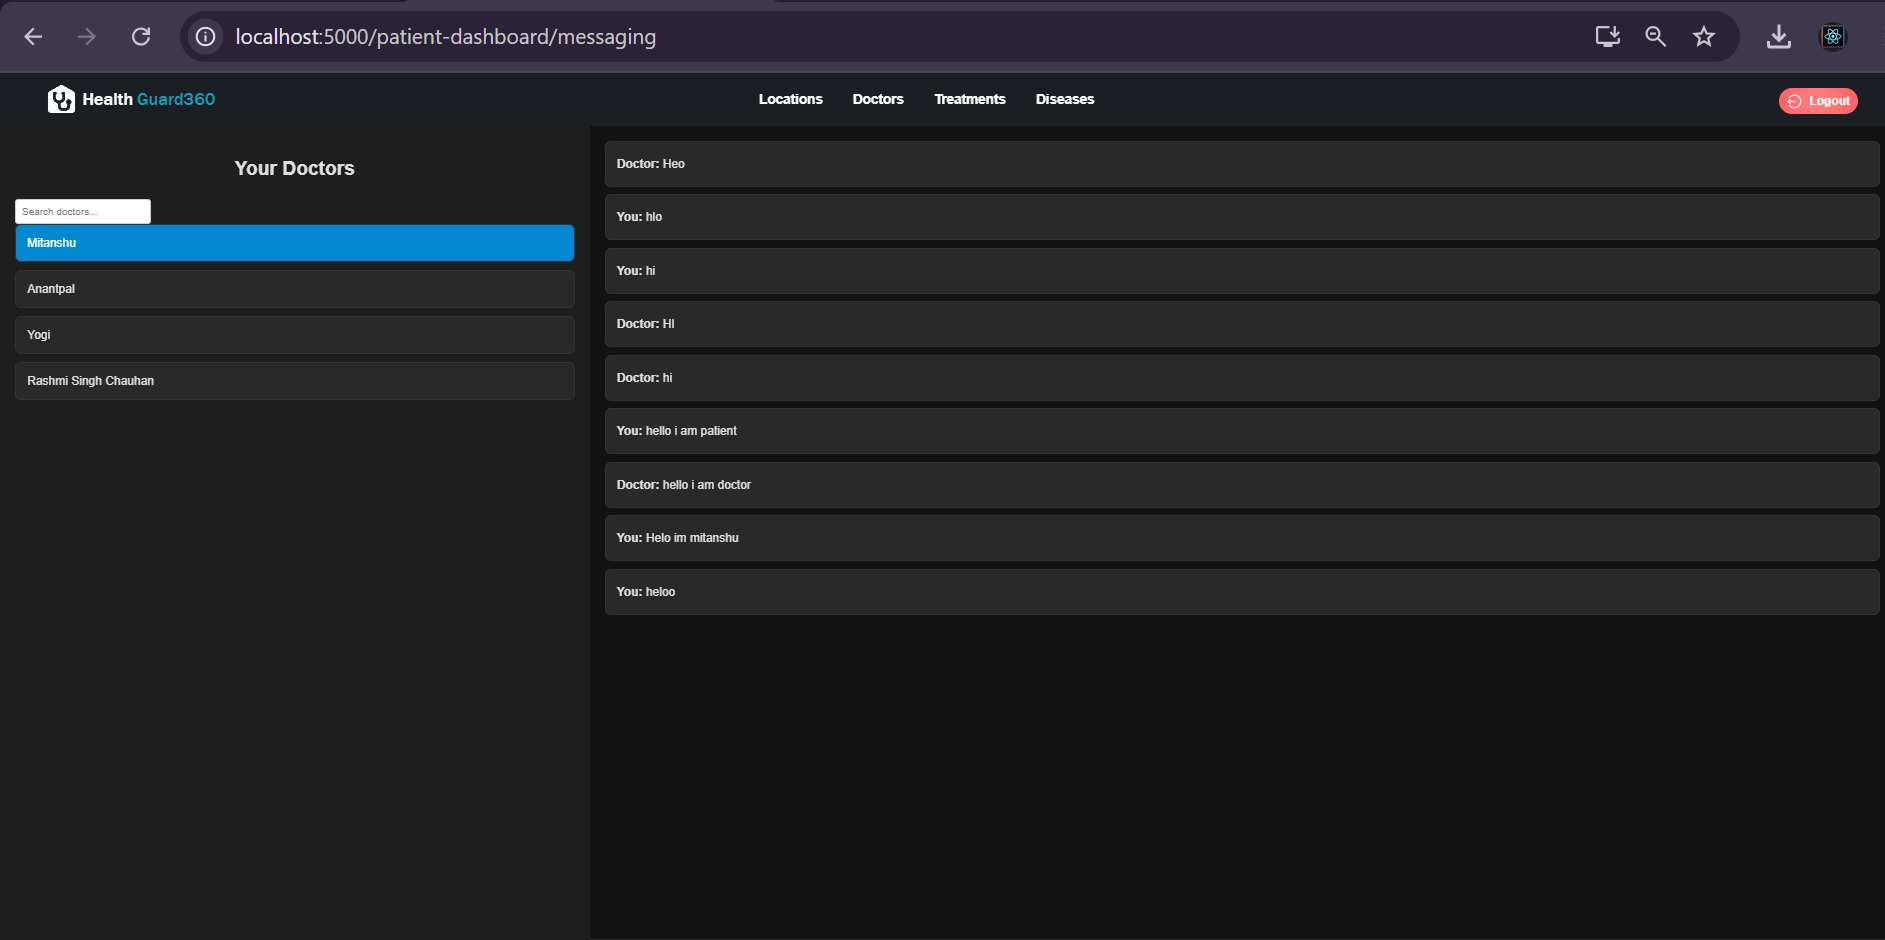 localhost:5000/patient-dashboard/messaging
Health Guard360
Locations Doctors Treatments Diseases
Logout
Your Doctors
Search doctors...
Mitanshu
Anantpal
Yogi
Rashmi Singh Chauhan
Doctor: Heo
You: hlo
You: hi
Doctor: HI
Doctor: hi
You: hello i am patient
Doctor: hello i am doctor
You: Helo im mitanshu
You: heloo